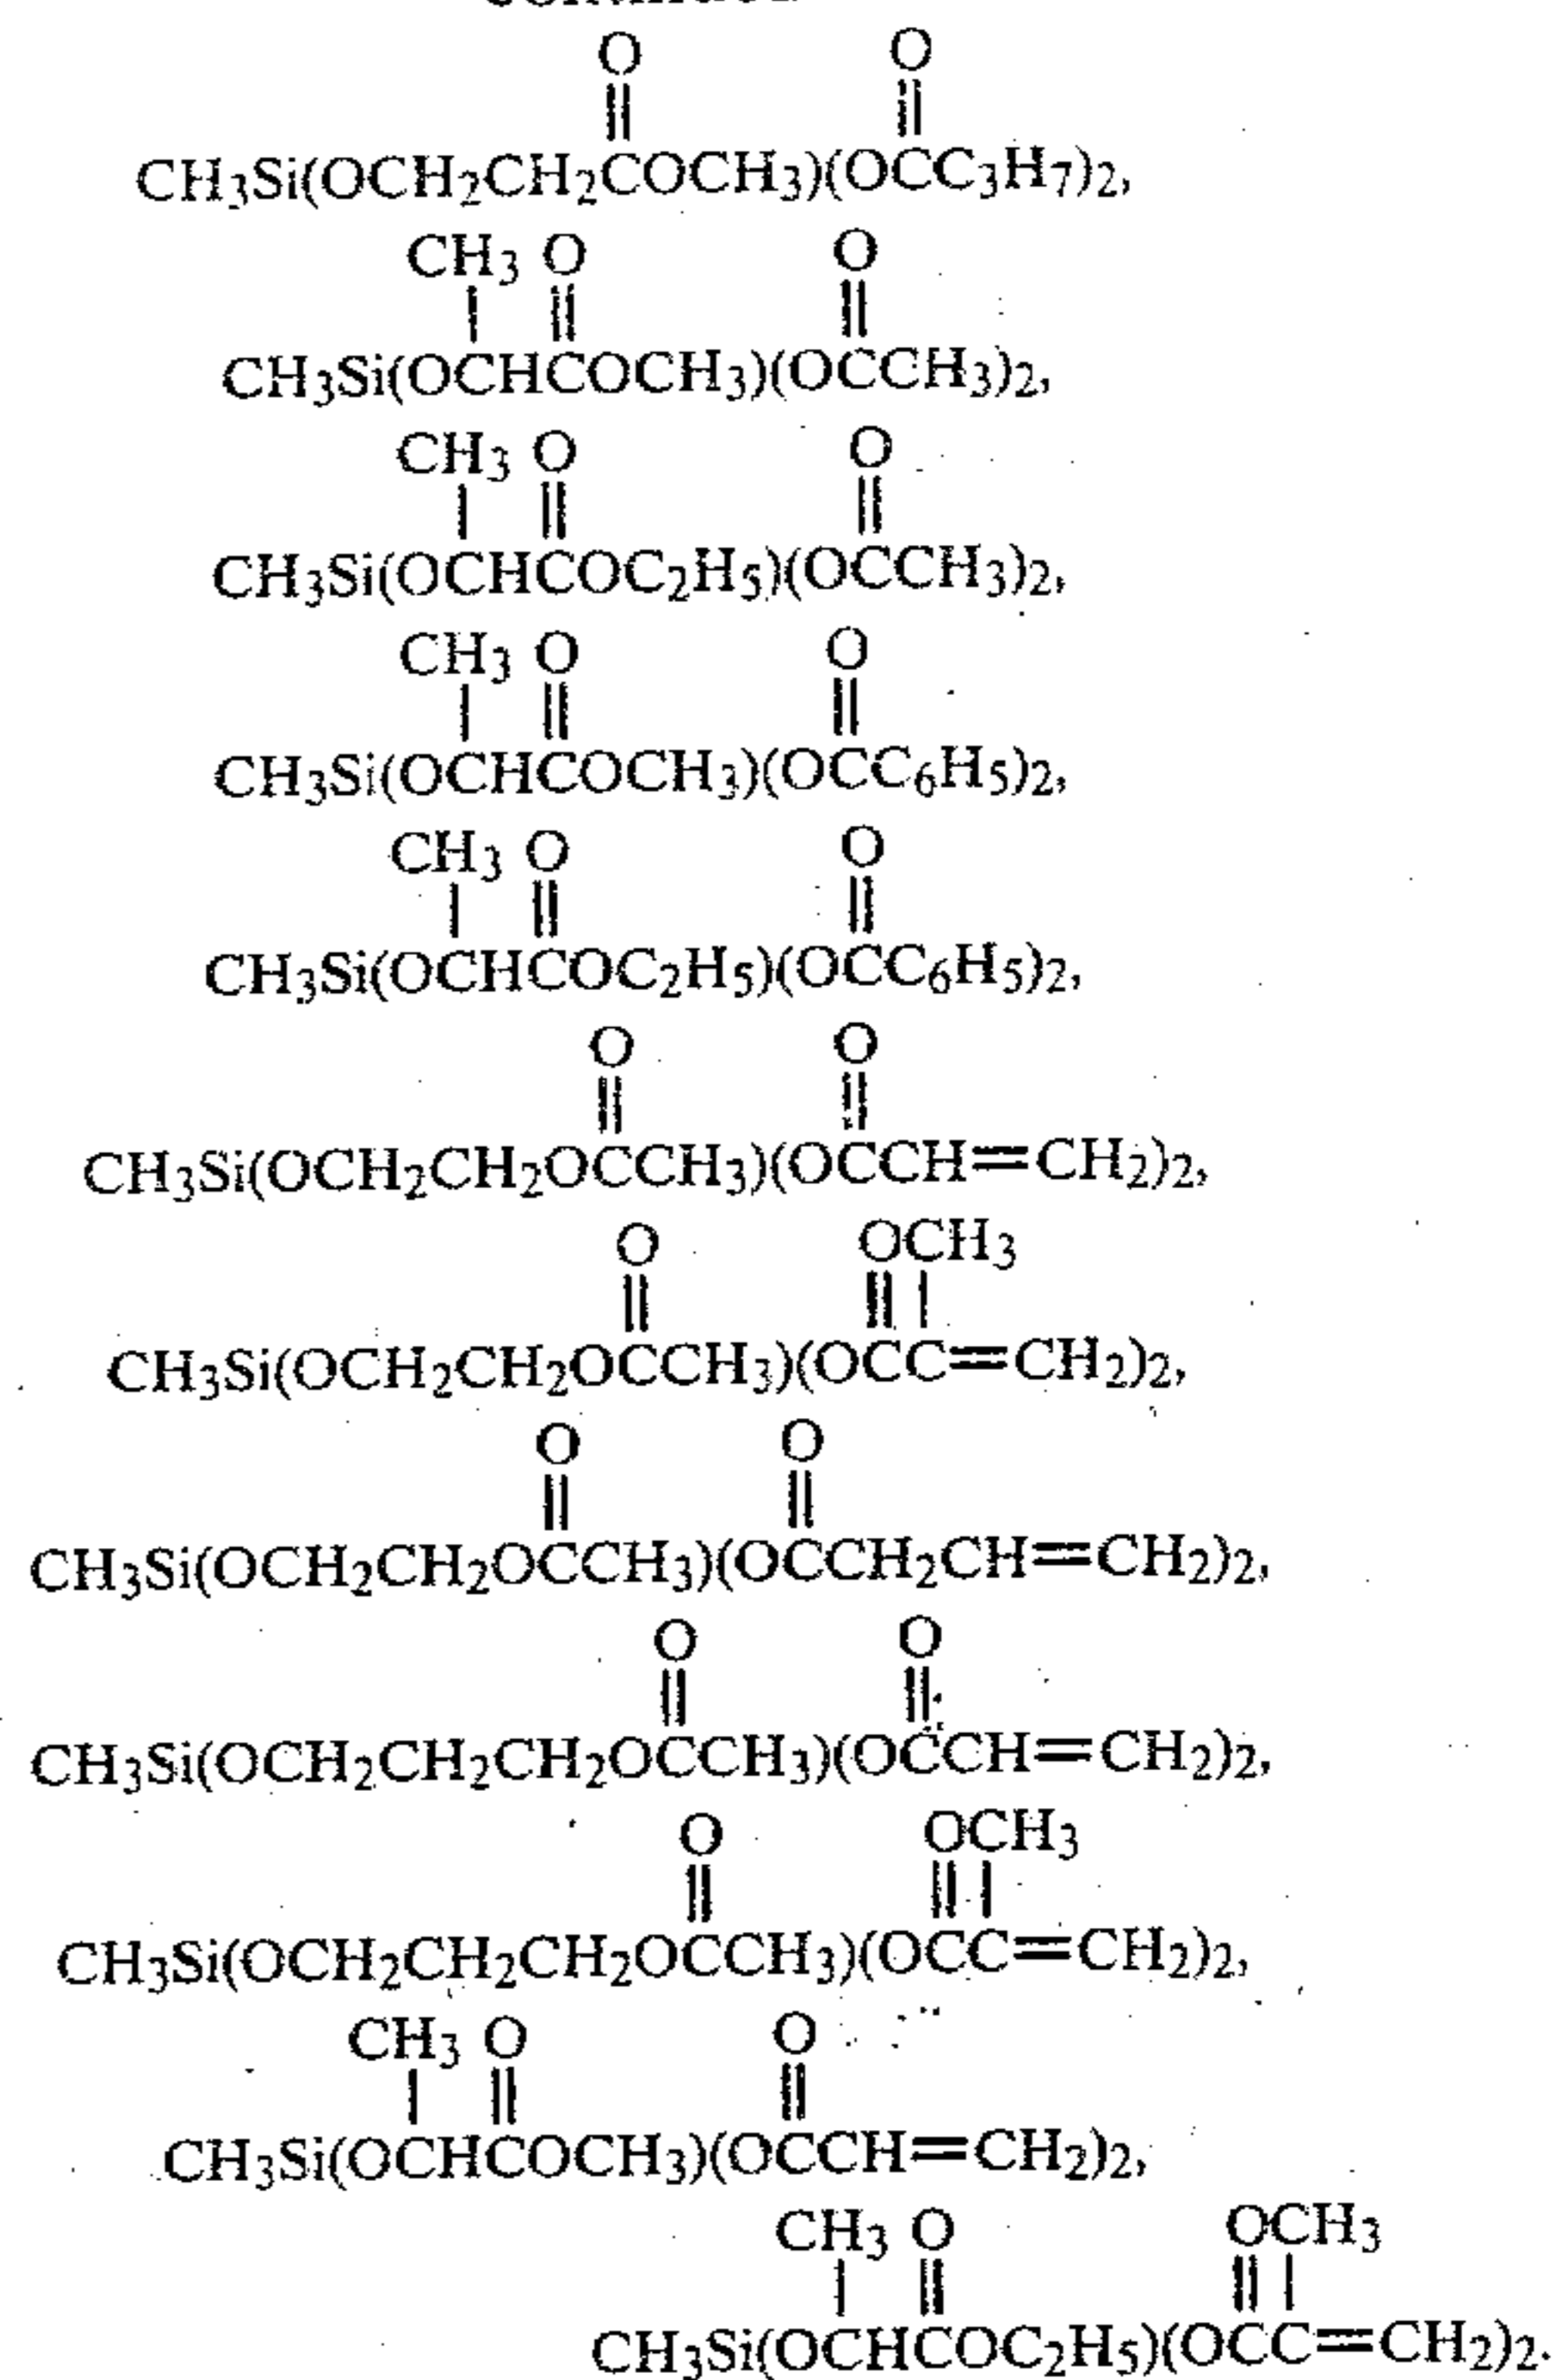 O O
CH3Si(OCH2CH2COCH3)(OCC3H7)2,
CH3 O O
CH3Si(OCHCOCH3)(OCCH3)2,
CH3 O O
CH3Si(OCHCOC2H5)(OCCH3)2,
CH3 O O
CH3Si(OCHCOCH3)(OCC6H5)2,
CH3 O O
CH3Si(OCHCOC2H5)(OCC6H5)2,
O O
CH3Si(OCH2CH2OCCH3)(OCCH=CH2)2,
O OCH3
CH3Si(OCH2CH2OCCH3)(OCC=CH2)2,
O O
CH3Si(OCH2CH2OCCH3)(OCCH2CH=CH2)2,
O O
CH3Si(OCH2CH2CH2OCCH3)(OCCH=CH2)2,
O OCH3
CH3Si(OCH2CH2CH2OCCH3)(OCC=CH2)2,
CH3 O O
CH3Si(OCHCOCH3)(OCCH=CH2)2,
CH3 O OCH3
CH3Si(OCHCOC2H5)(OCC=CH2)2.